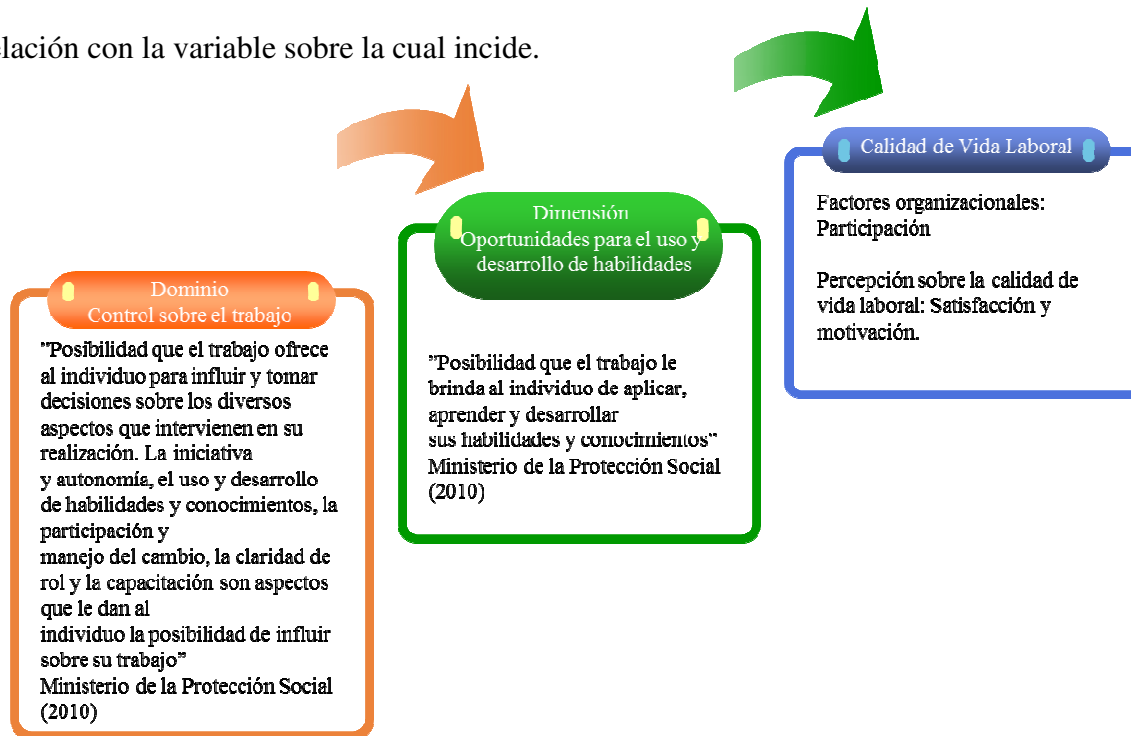 elación con la variable sobre la cual incide.
Dominio
Control sobre el trabajo
”Posibilidad que el trabajo ofrece
al individuo para influir y tomar
decisiones sobre los diversos
aspectos que intervienen en su
realización. La iniciativa
y autonomía, el uso y desarrollo
de habilidades y conocimientos, la
participación y
manejo del cambio, la claridad de
rol y la capacitación son aspectos
que le dan al
individuo la posibilidad de influir
sobre su trabajo”
Ministerio de la Protección Social
(2010)
Dimensión
Oportunidades para el uso y
desarrollo de habilidades
”Posibilidad que el trabajo le
brinda al individuo de aplicar,
aprender y desarrollar
sus habilidades y conocimientos”
Ministerio de la Protección Social
(2010)
Calidad de Vida Laboral
Factores organizacionales:
Participación
Percepción sobre la calidad de
vida laboral: Satisfacción y
motivación.